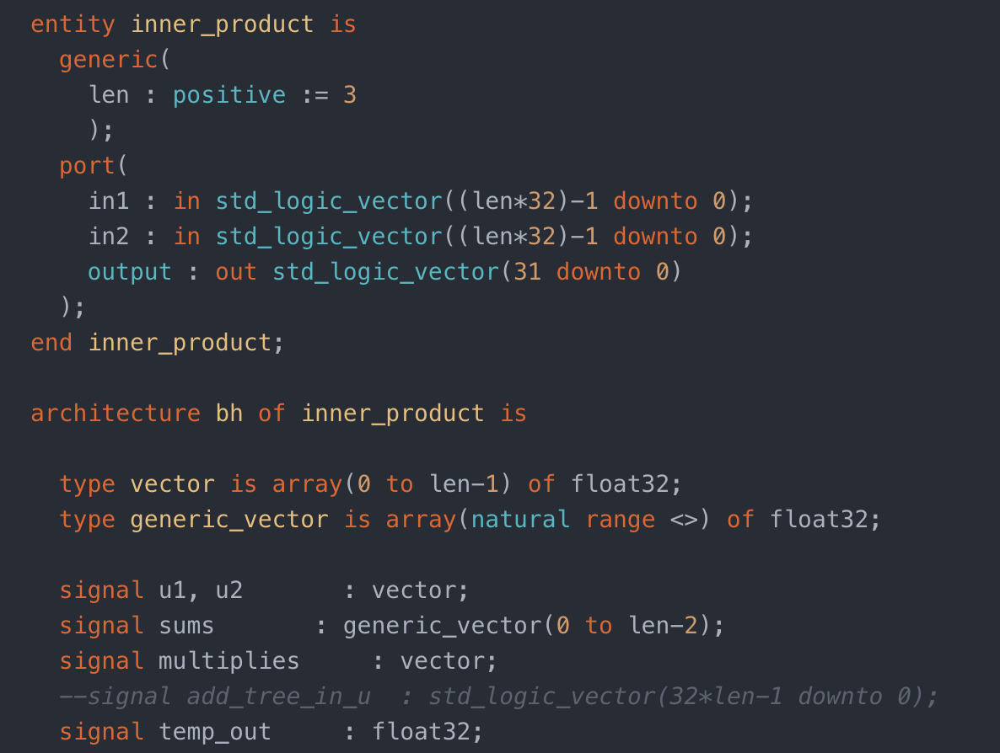 entity inner_product is
  generic(
    len : positive := 3
    );
  port(
    in1 : in std_logic_vector((len*32)-1 downto 0);
    in2 : in std_logic_vector((len*32)-1 downto 0);
    output : out std_logic_vector(31 downto 0)
  );
end inner_product;

architecture bh of inner_product is

  type vector is array(0 to len-1) of float32;
  type generic_vector is array(natural range <>) of float32;

  signal u1, u2       : vector;
  signal sums       : generic_vector(0 to len-2);
  signal multiplies     : vector;
  --signal add_tree_in_u  : std_logic_vector(32*len-1 downto 0);
  signal temp_out     : float32;